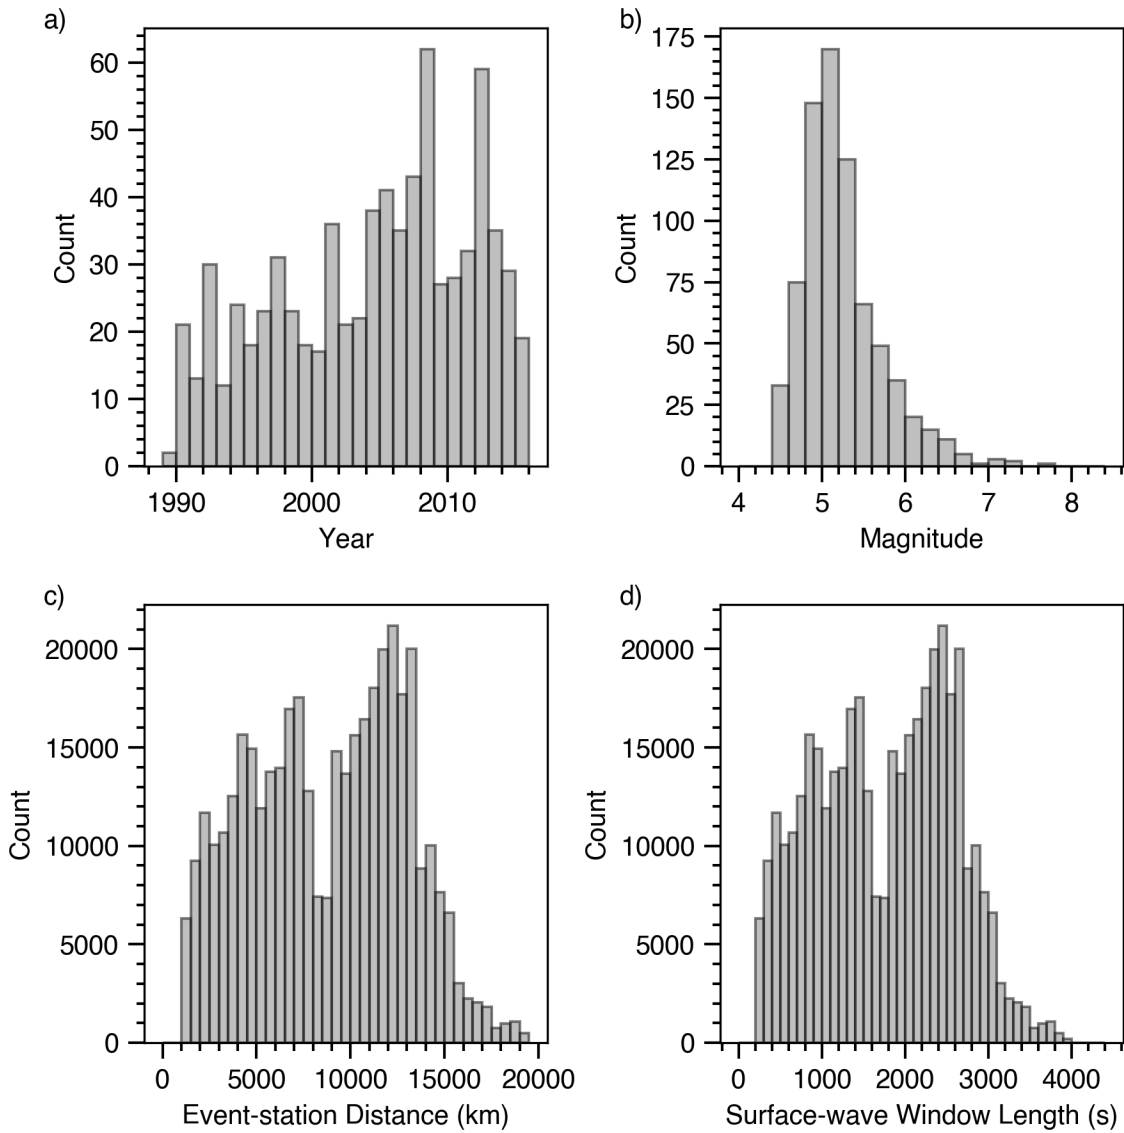 a)
60
50
40
30
20
10
0
Count
1990 2000 2010
Year
b)
175
150
125
100
75
50
25
0
Count
4 5 6 7 8
Magnitude
c)
20000
15000
10000
5000
0
Count
0 5000 10000 15000 20000
Event-station Distance (km)
d)
20000
15000
10000
5000
0
Count
0 1000 2000 3000 4000
Surface-wave Window Length (s)